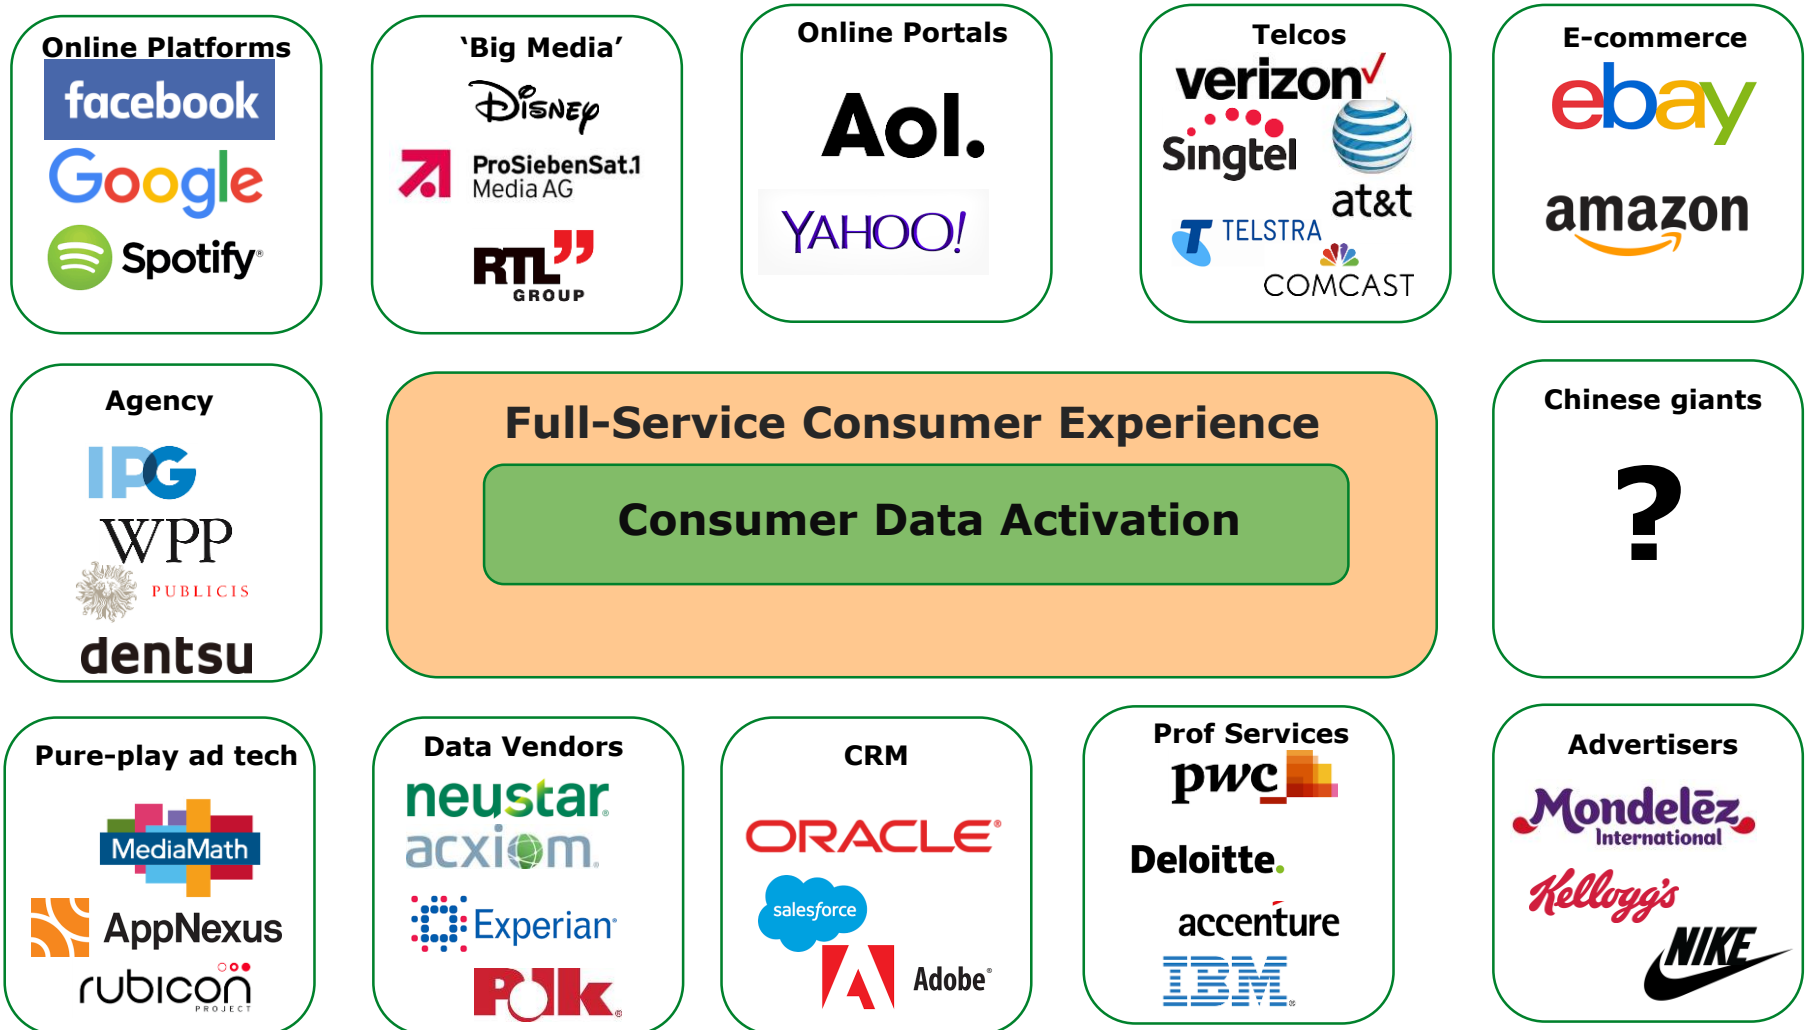 Online Platforms
facebook
Google
Spotify®
‘Big Media’
Disney
ProSiebenSat.1
Media AG
RTL
GROUP
Online Portals
Aol.
YAHOO!
Telcos
verizon
Singtel
at&t
TELSTRA
COMCAST
E-commerce
ebay
amazon
Agency
IPG
WPP
PUBLICIS
dentsu
Full-Service Consumer Experience
Consumer Data Activation
Chinese giants
?
Pure-play ad tech
MediaMath
AppNexus
rubicon
PROJECT
Data Vendors
neustar®
acxiom®
Experian®
Polk®
CRM
ORACLE®
salesforce
Adobe®
Prof Services
pwc
Deloitte.
accenture
IBM®
Advertisers
Mondelēz
International
Kellogg's
NIKE